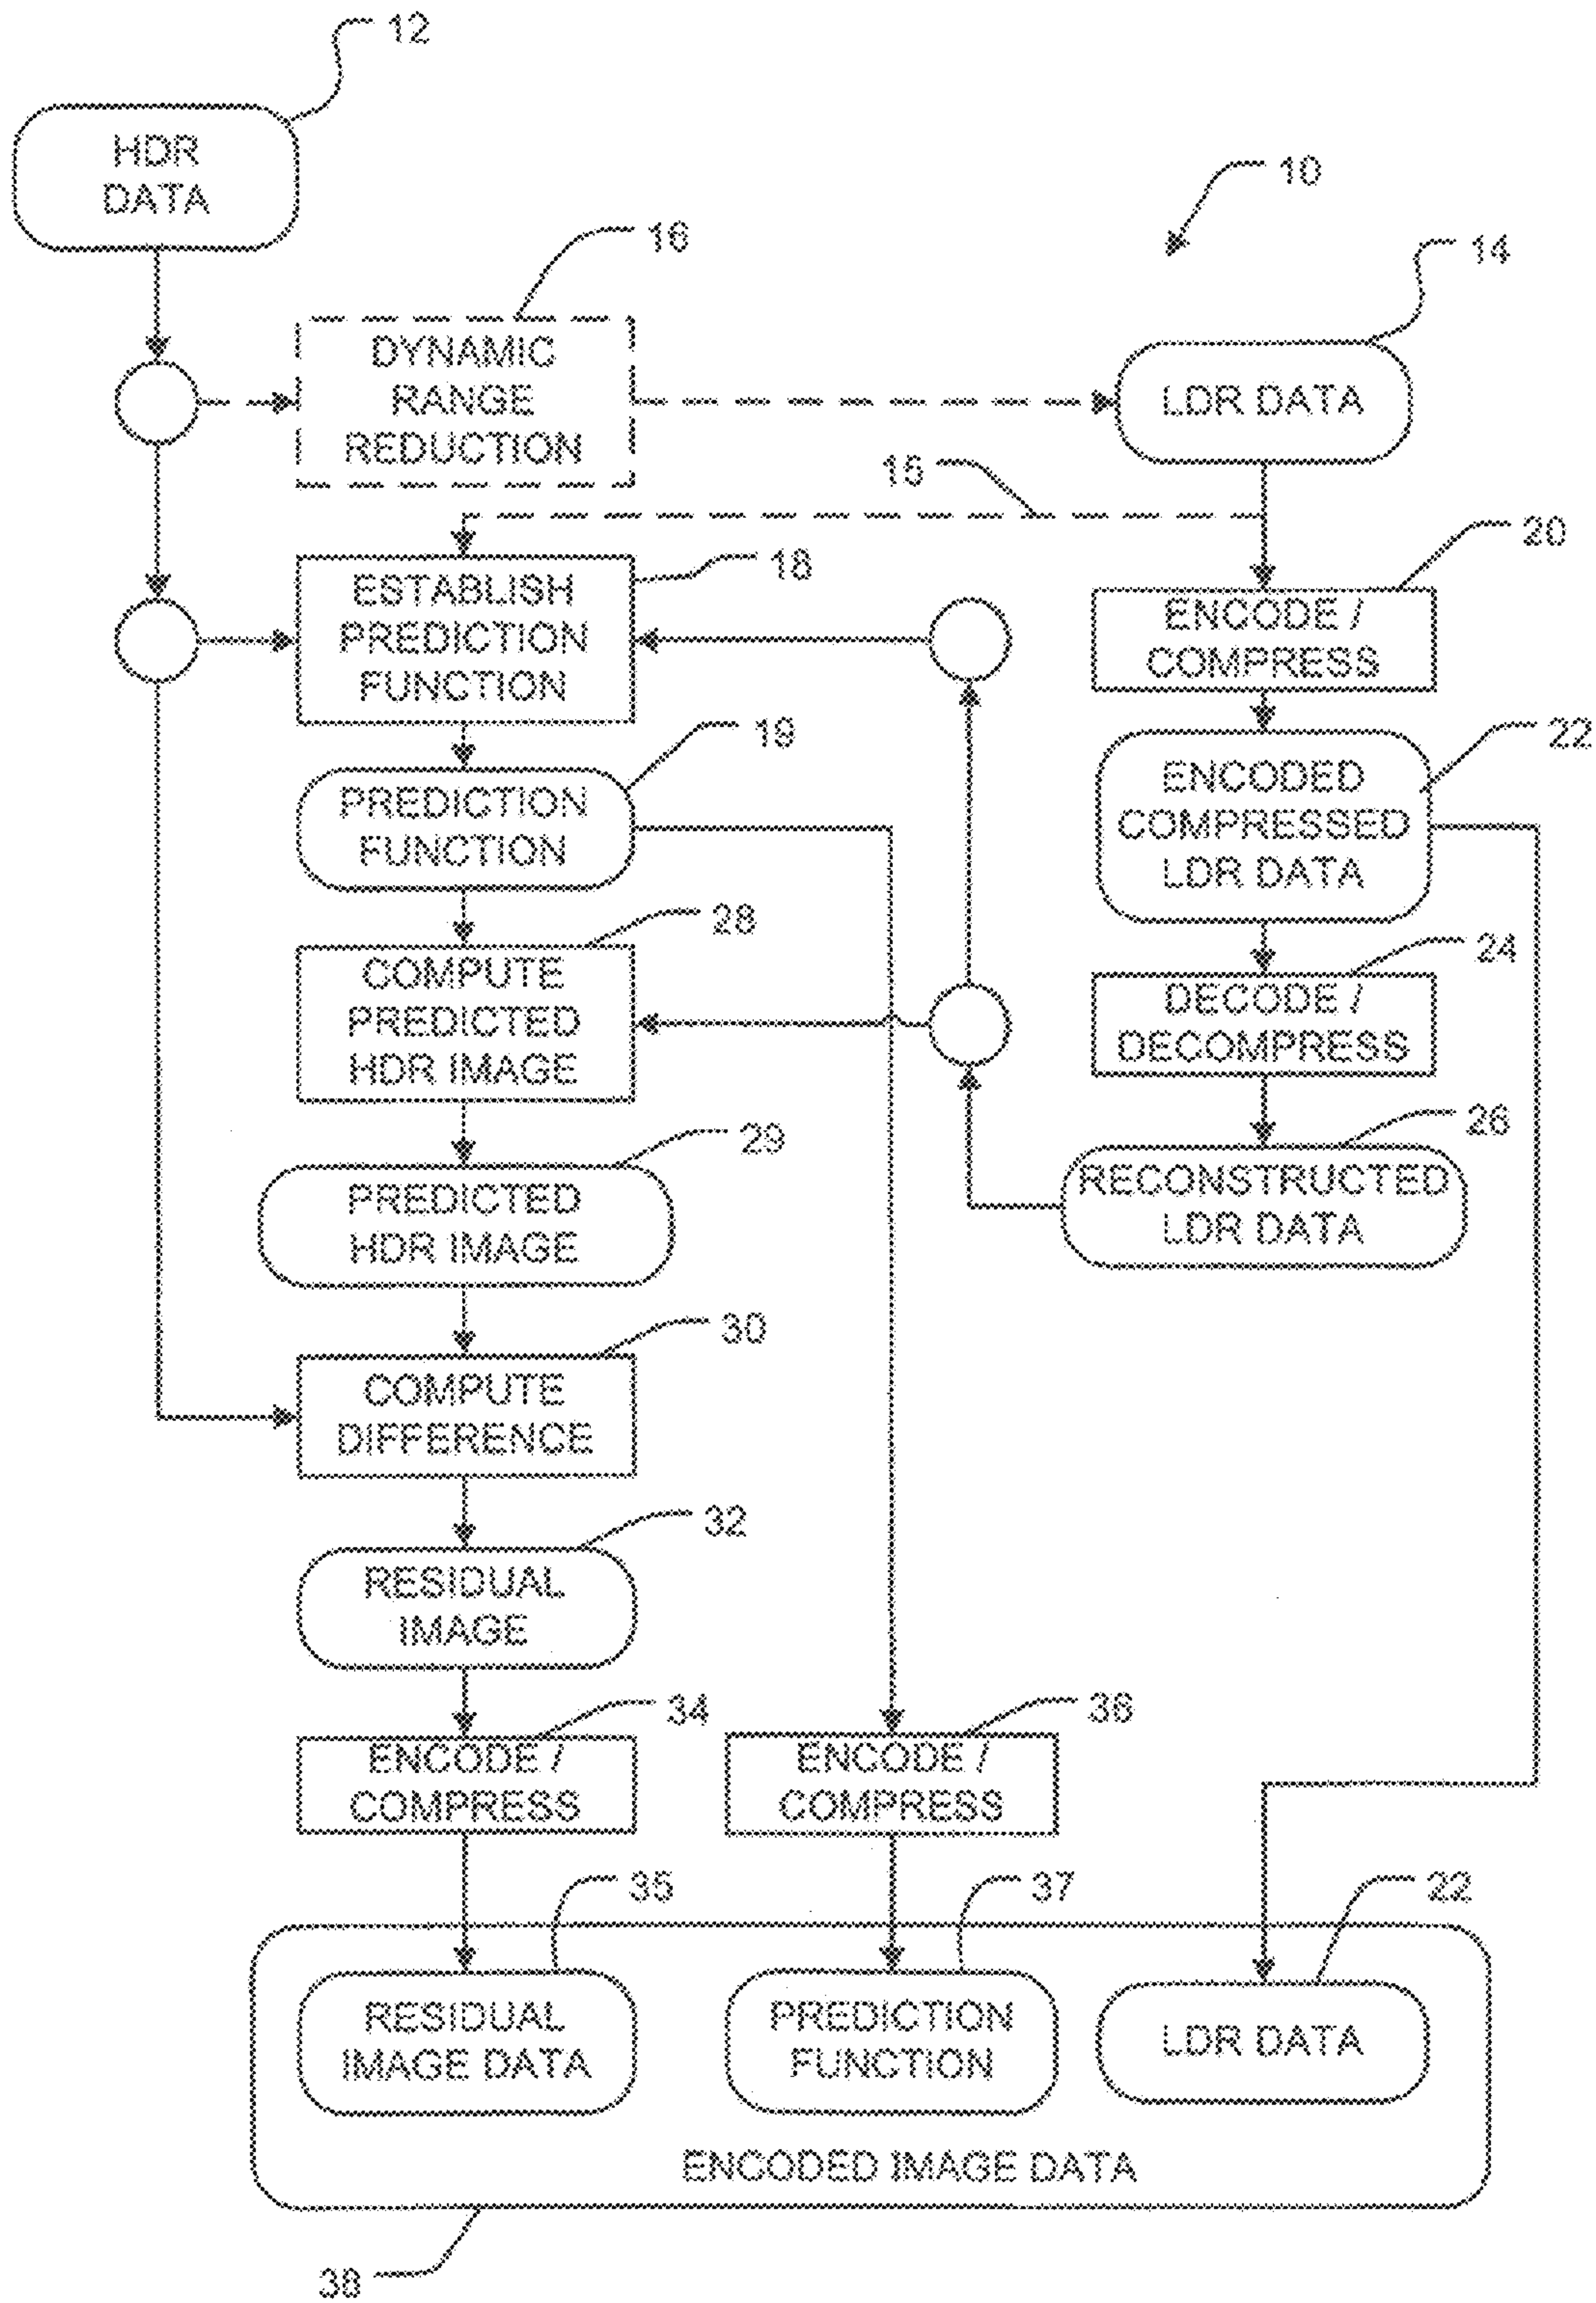 12
HDR
DATA
10
16
14
DYNAMIC
RANGE
REDUCTION
LDR DATA
15
20
18
ESTABLISH
PREDICTION
FUNCTION
ENCODE /
COMPRESS
19
22
PREDICTION
FUNCTION
ENCODED
COMPRESSED
LDR DATA
28
24
COMPUTE
PREDICTED
HDR IMAGE
DECODE /
DECOMPRESS
29
26
PREDICTED
HDR IMAGE
RECONSTRUCTED
LDR DATA
30
COMPUTE
DIFFERENCE
32
RESIDUAL
IMAGE
34
36
ENCODE /
COMPRESS
ENCODE /
COMPRESS
35
37
22
RESIDUAL
IMAGE DATA
PREDICTION
FUNCTION
LDR DATA
ENCODED IMAGE DATA
38